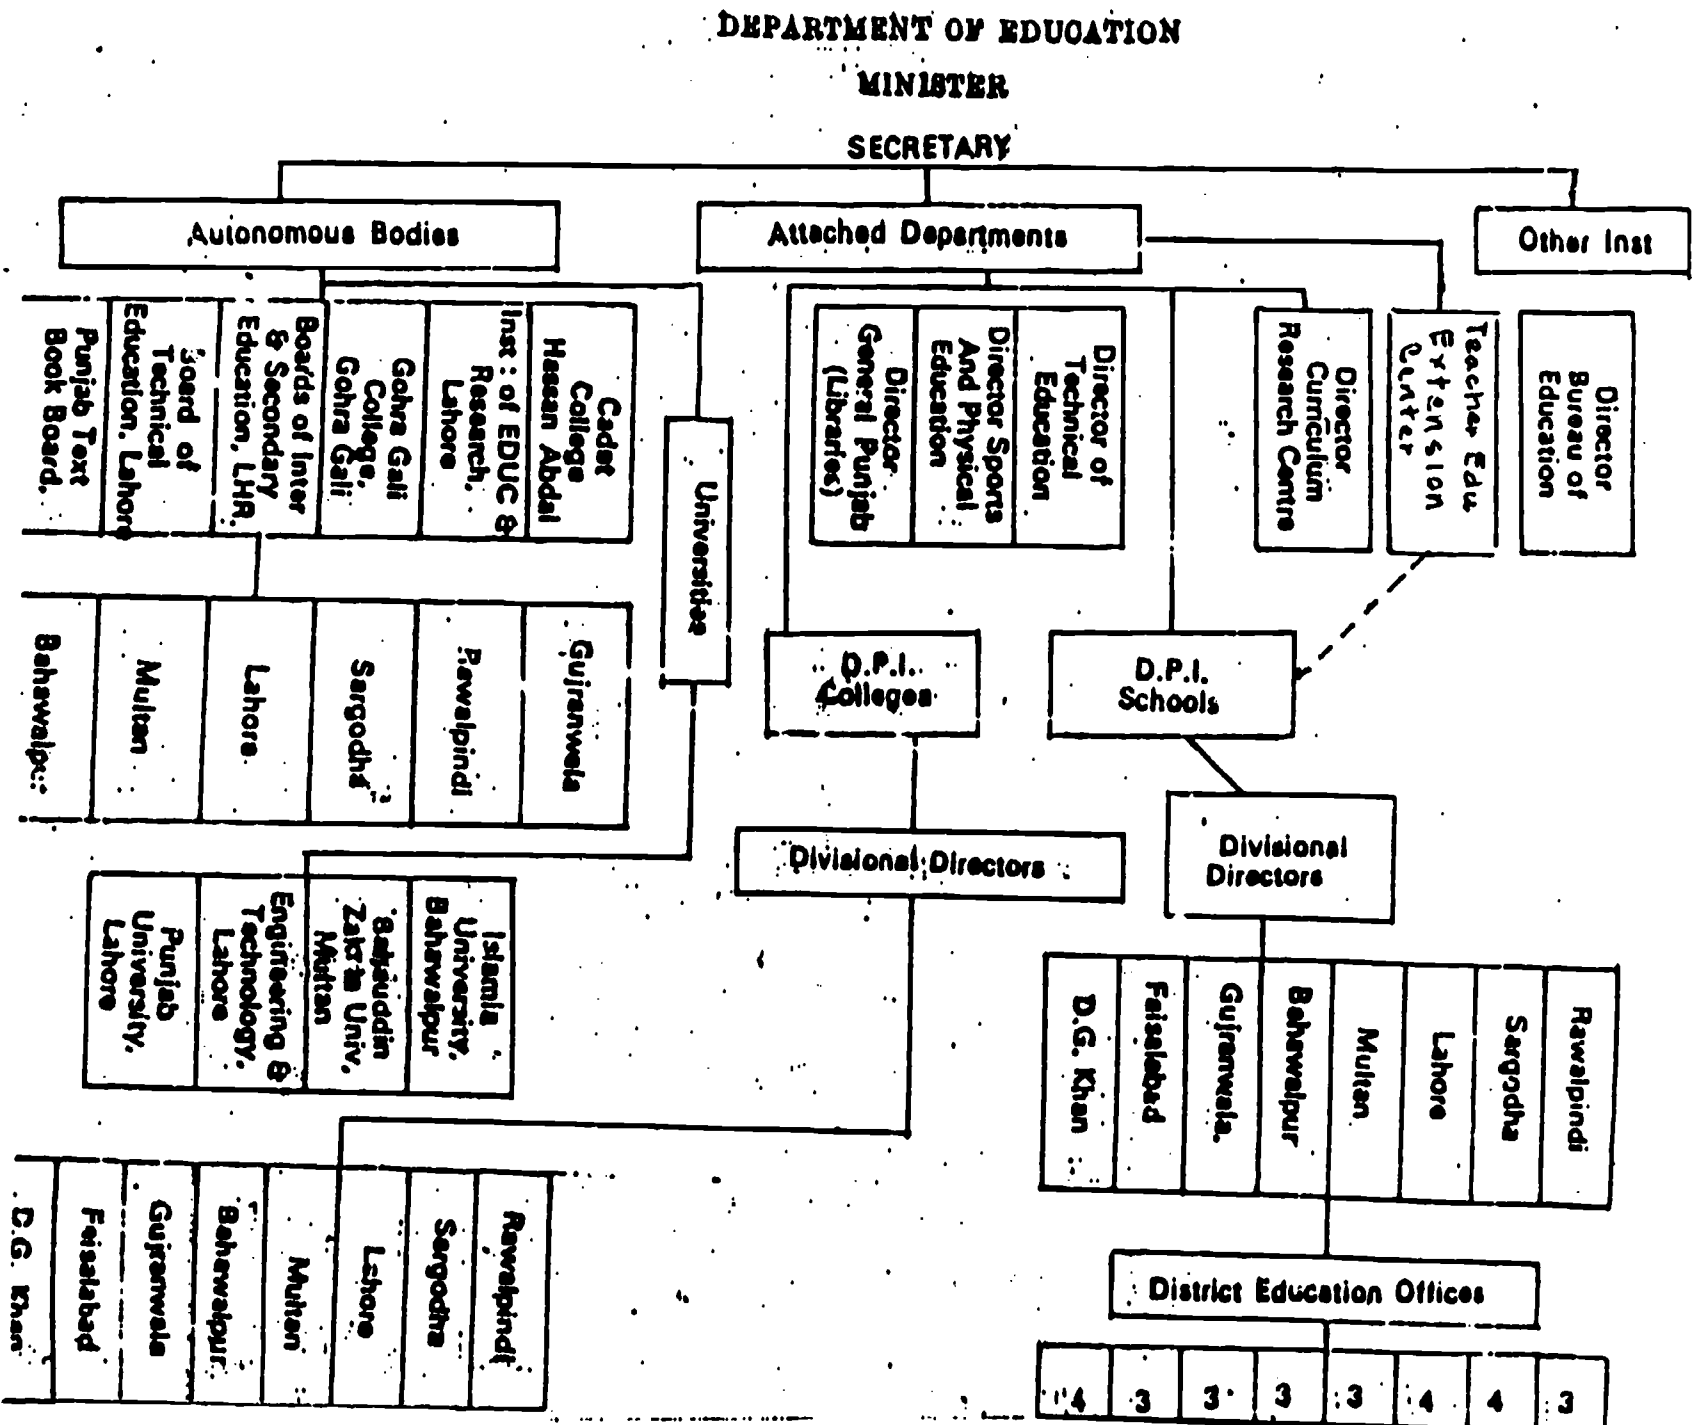 DEPARTMENT OF EDUCATION
MINISTER
SECRETARY
Autonomous Bodies
Attached Departments
Other Inst
Punjab Text
Book Board.
Board of
Technical
Education, Lahore
Boards of Inter
& Secondary
Education, LHR.
Gohra Gali
College,
Gohra Gali
Inst : of EDUC &
Research,
Lahore
Cadet
College
Hassan Abdal
Universities
Director
General Punjab
(Libraries)
Director Sports
And Physical
Education
Director of
Technical
Education
Director
Curriculum
Research Centre
Teacher Edu
Extension
Center
Director
Bureau of
Education
Multan
Lahore
Sargodha
Rawalpindi
Gujranwala
D.P.I.
Colleges
D.P.I.
Schools
Divisional Directors
Divisional
Directors
Punjab
University,
Lahore
Engineering &
Technology,
Lahore
Bahauddin
Zakria Univ,
Multan
Islamia
University,
Bahawalpur
D.G. Khan
Faisalabad
Gujranwala.
Bahawalpur
Multan
Lahore
Sargodha
Rawalpindi
D.G. Khan
Faisalabad
Gujranwala
Bahawalpur
Multan
Lahore
Sargodha
Rawalpindi
District Education Offices
4 3 3 3 3 4 4 3